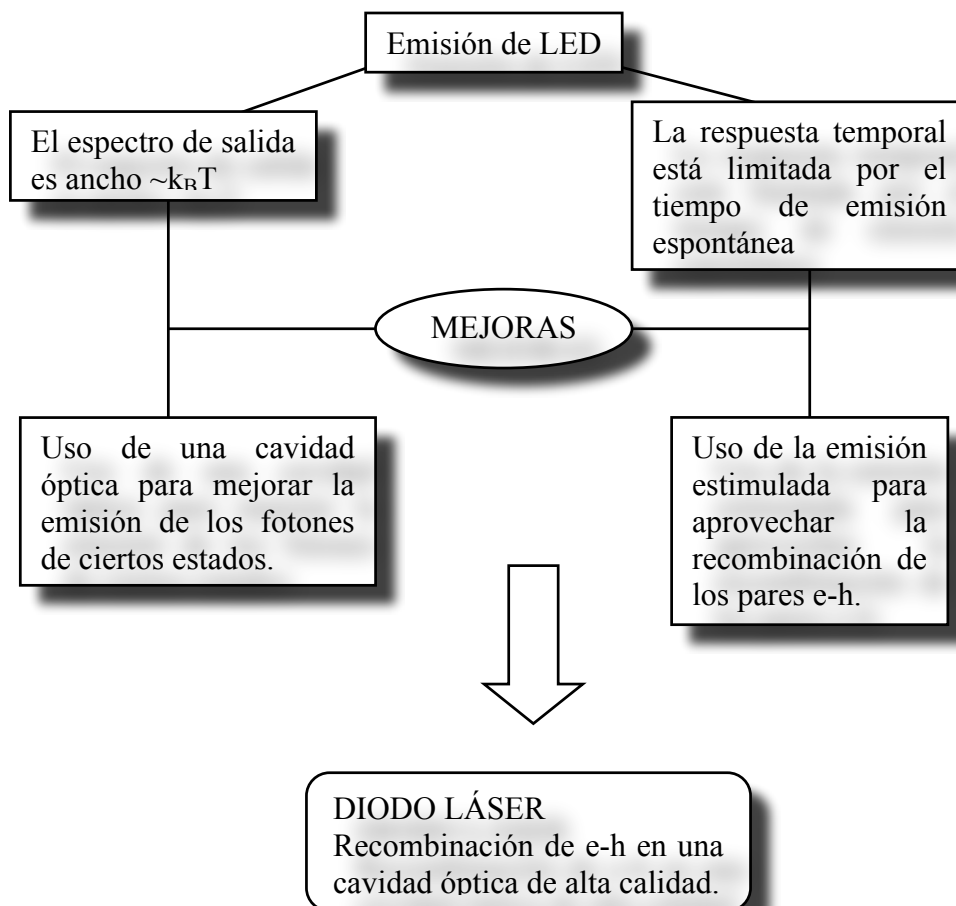 Emisión de LED
El espectro de salida
es ancho ~k_BT
La respuesta temporal
está limitada por el
tiempo de emisión
espontánea
MEJORAS
Uso de una cavidad
óptica para mejorar la
emisión de los fotones
de ciertos estados.
Uso de la emisión
estimulada para
aprovechar la
recombinación de
los pares e-h.
DIODO LÁSER
Recombinación de e-h en una
cavidad óptica de alta calidad.